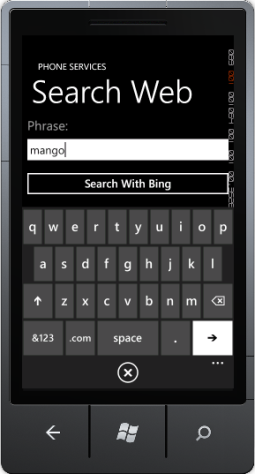 PHONE SERVICES
Search Web
Phrase:
mango
Search With Bing
q w e r t y u i o p
a s d f g h j k l
z x c v b n m
&123 .com space .